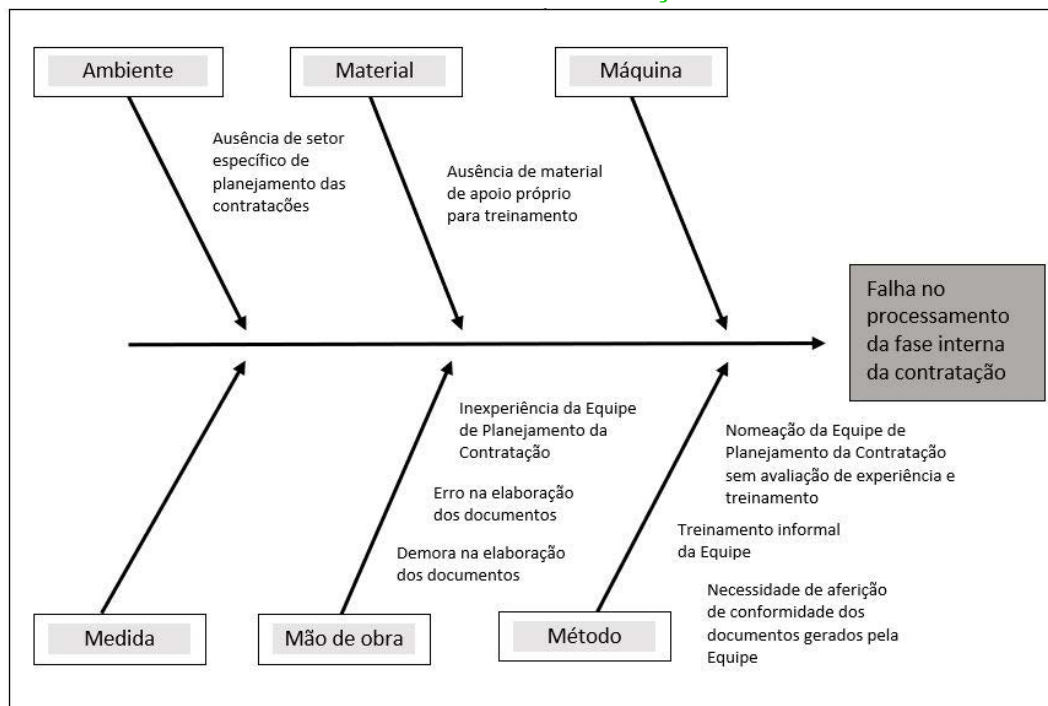 Ambiente
Material
Máquina
Ausência de setor
específico de
planejamento das
contratações
Ausência de material
de apoio próprio
para treinamento
Falha no
processamento
da fase interna
da contratação
Inexperiência da Equipe
de Planejamento da
Contratação
Erro na elaboração
dos documentos
Demora na elaboração
dos documentos
Nomeação da Equipe de
Planejamento da Contratação
sem avaliação de experiência e
treinamento
Treinamento informal
da Equipe
Necessidade de aferição
de conformidade dos
documentos gerados pela
Equipe
Medida
Mão de obra
Método